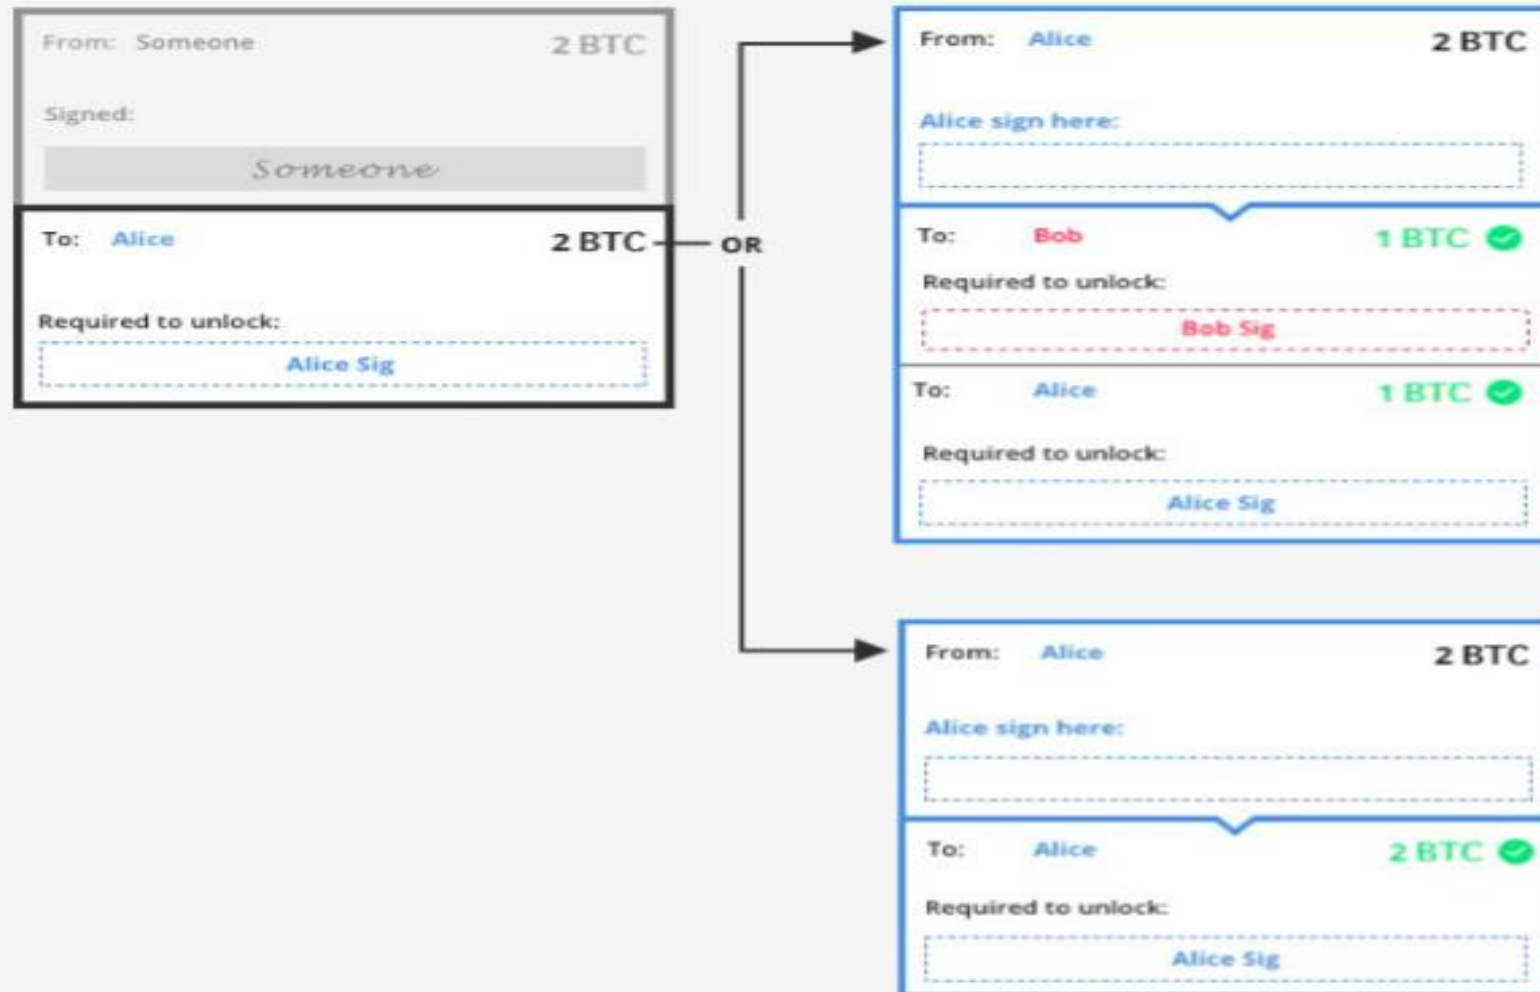 From: Someone 2 BTC
Signed:
Someone
To: Alice 2 BTC
Required to unlock:
Alice Sig
OR
From: Alice 2 BTC
Alice sign here:
To: Bob 1 BTC
Required to unlock:
Bob Sig
To: Alice 1 BTC
Required to unlock:
Alice Sig
From: Alice 2 BTC
Alice sign here:
To: Alice 2 BTC
Required to unlock:
Alice Sig